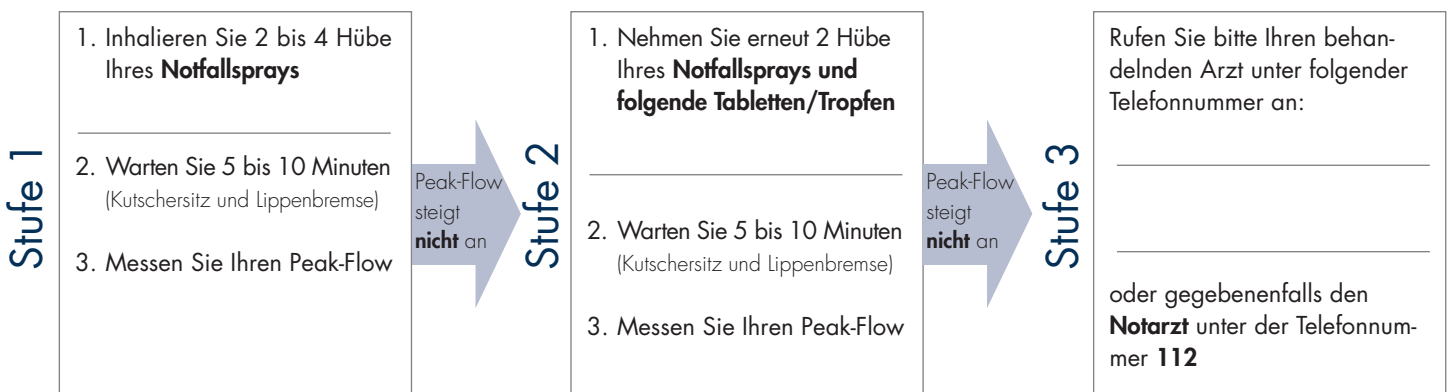 Stufe 1
1. Inhalieren Sie 2 bis 4 Hübe
Ihres Notfallsprays
2. Warten Sie 5 bis 10 Minuten
(Kutschersitz und Lippenbremse)
3. Messen Sie Ihren Peak-Flow
Peak-Flow
steigt
nicht an
Stufe 2
1. Nehmen Sie erneut 2 Hübe
Ihres Notfallsprays und
folgende Tabletten/Tropfen
2. Warten Sie 5 bis 10 Minuten
(Kutschersitz und Lippenbremse)
3. Messen Sie Ihren Peak-Flow
Peak-Flow
steigt
nicht an
Stufe 3
Rufen Sie bitte Ihren behan-
delnden Arzt unter folgender
Telefonnummer an:
oder gegebenenfalls den
Notarzt unter der Telefonnum-
mer 112